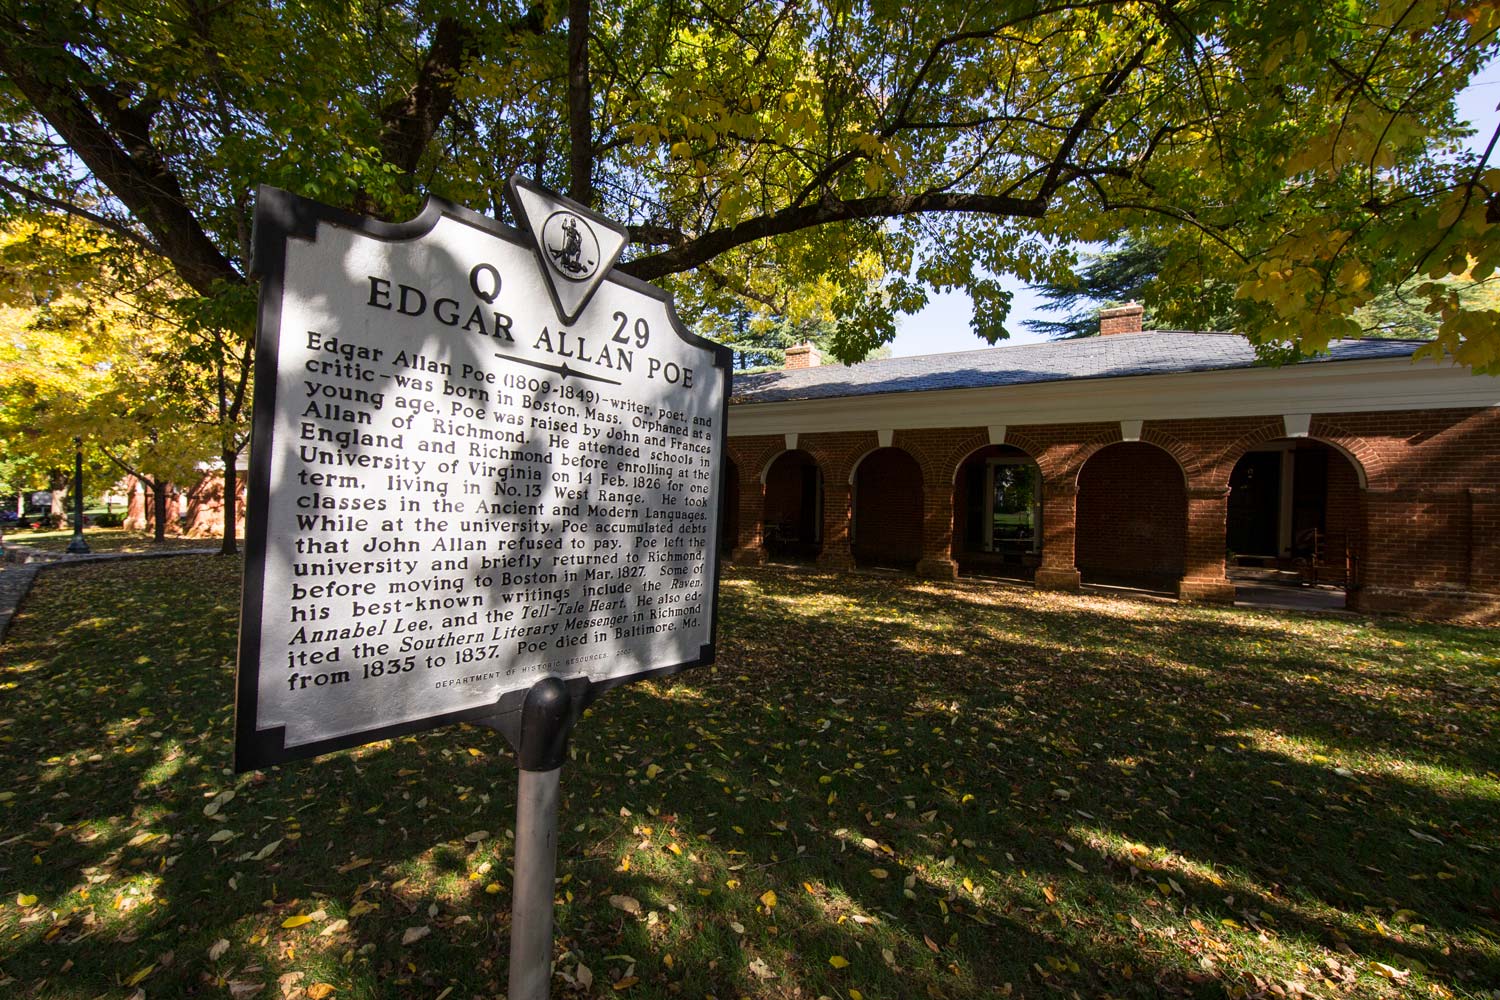 Q 29
EDGAR ALLAN POE
Edgar Allan Poe (1809-1849)–writer, poet, and
critic–was born in Boston, Mass. Orphaned at a
young age, Poe was raised by John and Frances
Allan of Richmond. He attended schools in
England and Richmond before enrolling at the
University of Virginia on 14 Feb. 1826 for one
term, living in No. 13 West Range. He took
classes in the Ancient and Modern Languages.
While at the university, Poe accumulated debts
that John Allan refused to pay. Poe left the
university and briefly returned to Richmond,
before moving to Boston in Mar. 1827. Some of
his best-known writings include the Raven,
Annabel Lee, and the Tell-Tale Heart. He also ed-
ited the Southern Literary Messenger in Richmond
from 1835 to 1837. Poe died in Baltimore, Md.
DEPARTMENT OF HISTORIC RESOURCES, 2002